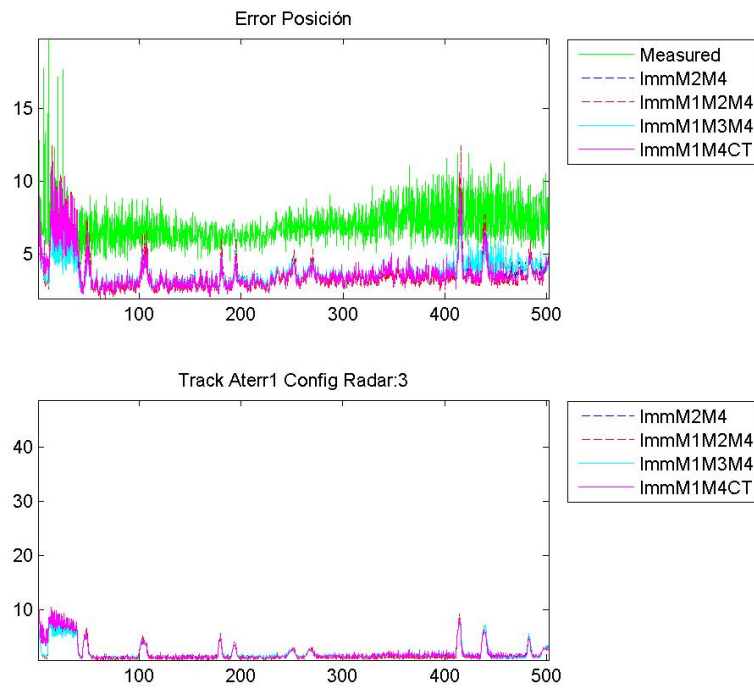 Error Posición
Measured
ImmM2M4
ImmM1M2M4
ImmM1M3M4
ImmM1M4CT
15
10
5
100
200
300
400
500
Track Aterr1 Config Radar:3
ImmM2M4
ImmM1M2M4
ImmM1M3M4
ImmM1M4CT
40
30
20
10
100
200
300
400
500